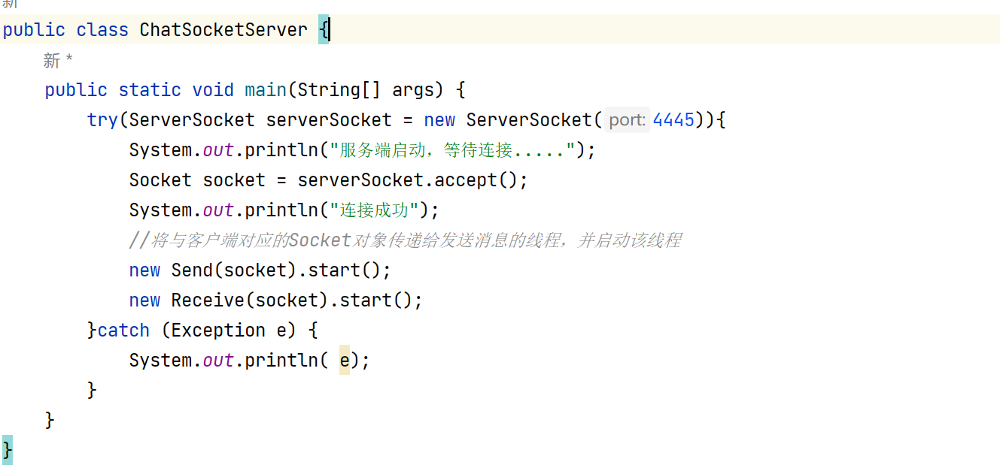 新
public class ChatSocketServer {
新 *
public static void main(String[] args) {
try(ServerSocket serverSocket = new ServerSocket( port: 4445)){
System.out.println("服务端启动，等待连接.....");
Socket socket = serverSocket.accept();
System.out.println("连接成功");
//将与客户端对应的Socket对象传递给发送消息的线程，并启动该线程
new Send(socket).start();
new Receive(socket).start();
}catch (Exception e) {
System.out.println( e);
}
}
}